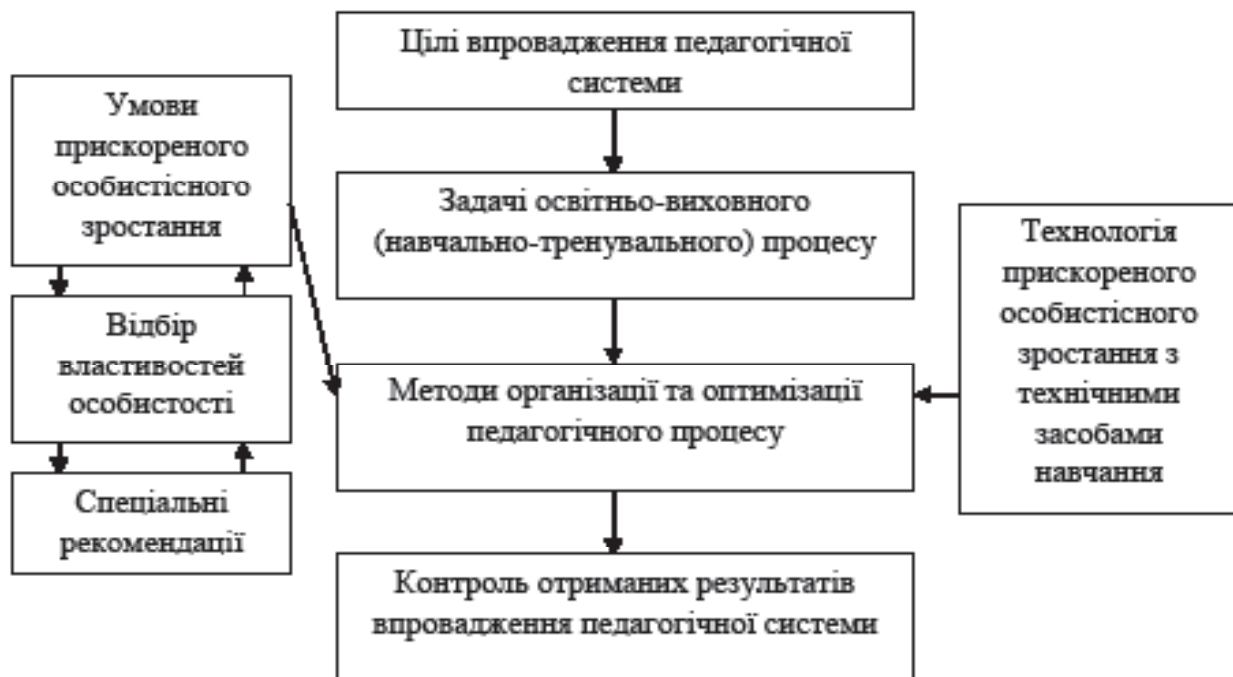 Цілі впровадження педагогічної
системи
Умови
прискореного
особистісного
зростання
Задачі освітньо-виховного
(навчально-тренувального) процесу
Відбір
властивостей
особистості
Методи організації та оптимізації
педагогічного процесу
Технологія
прискореного
особистісного
зростання з
технічними
засобами
навчання
Спеціальні
рекомендації
Контроль отриманих результатів
впровадження педагогічної системи